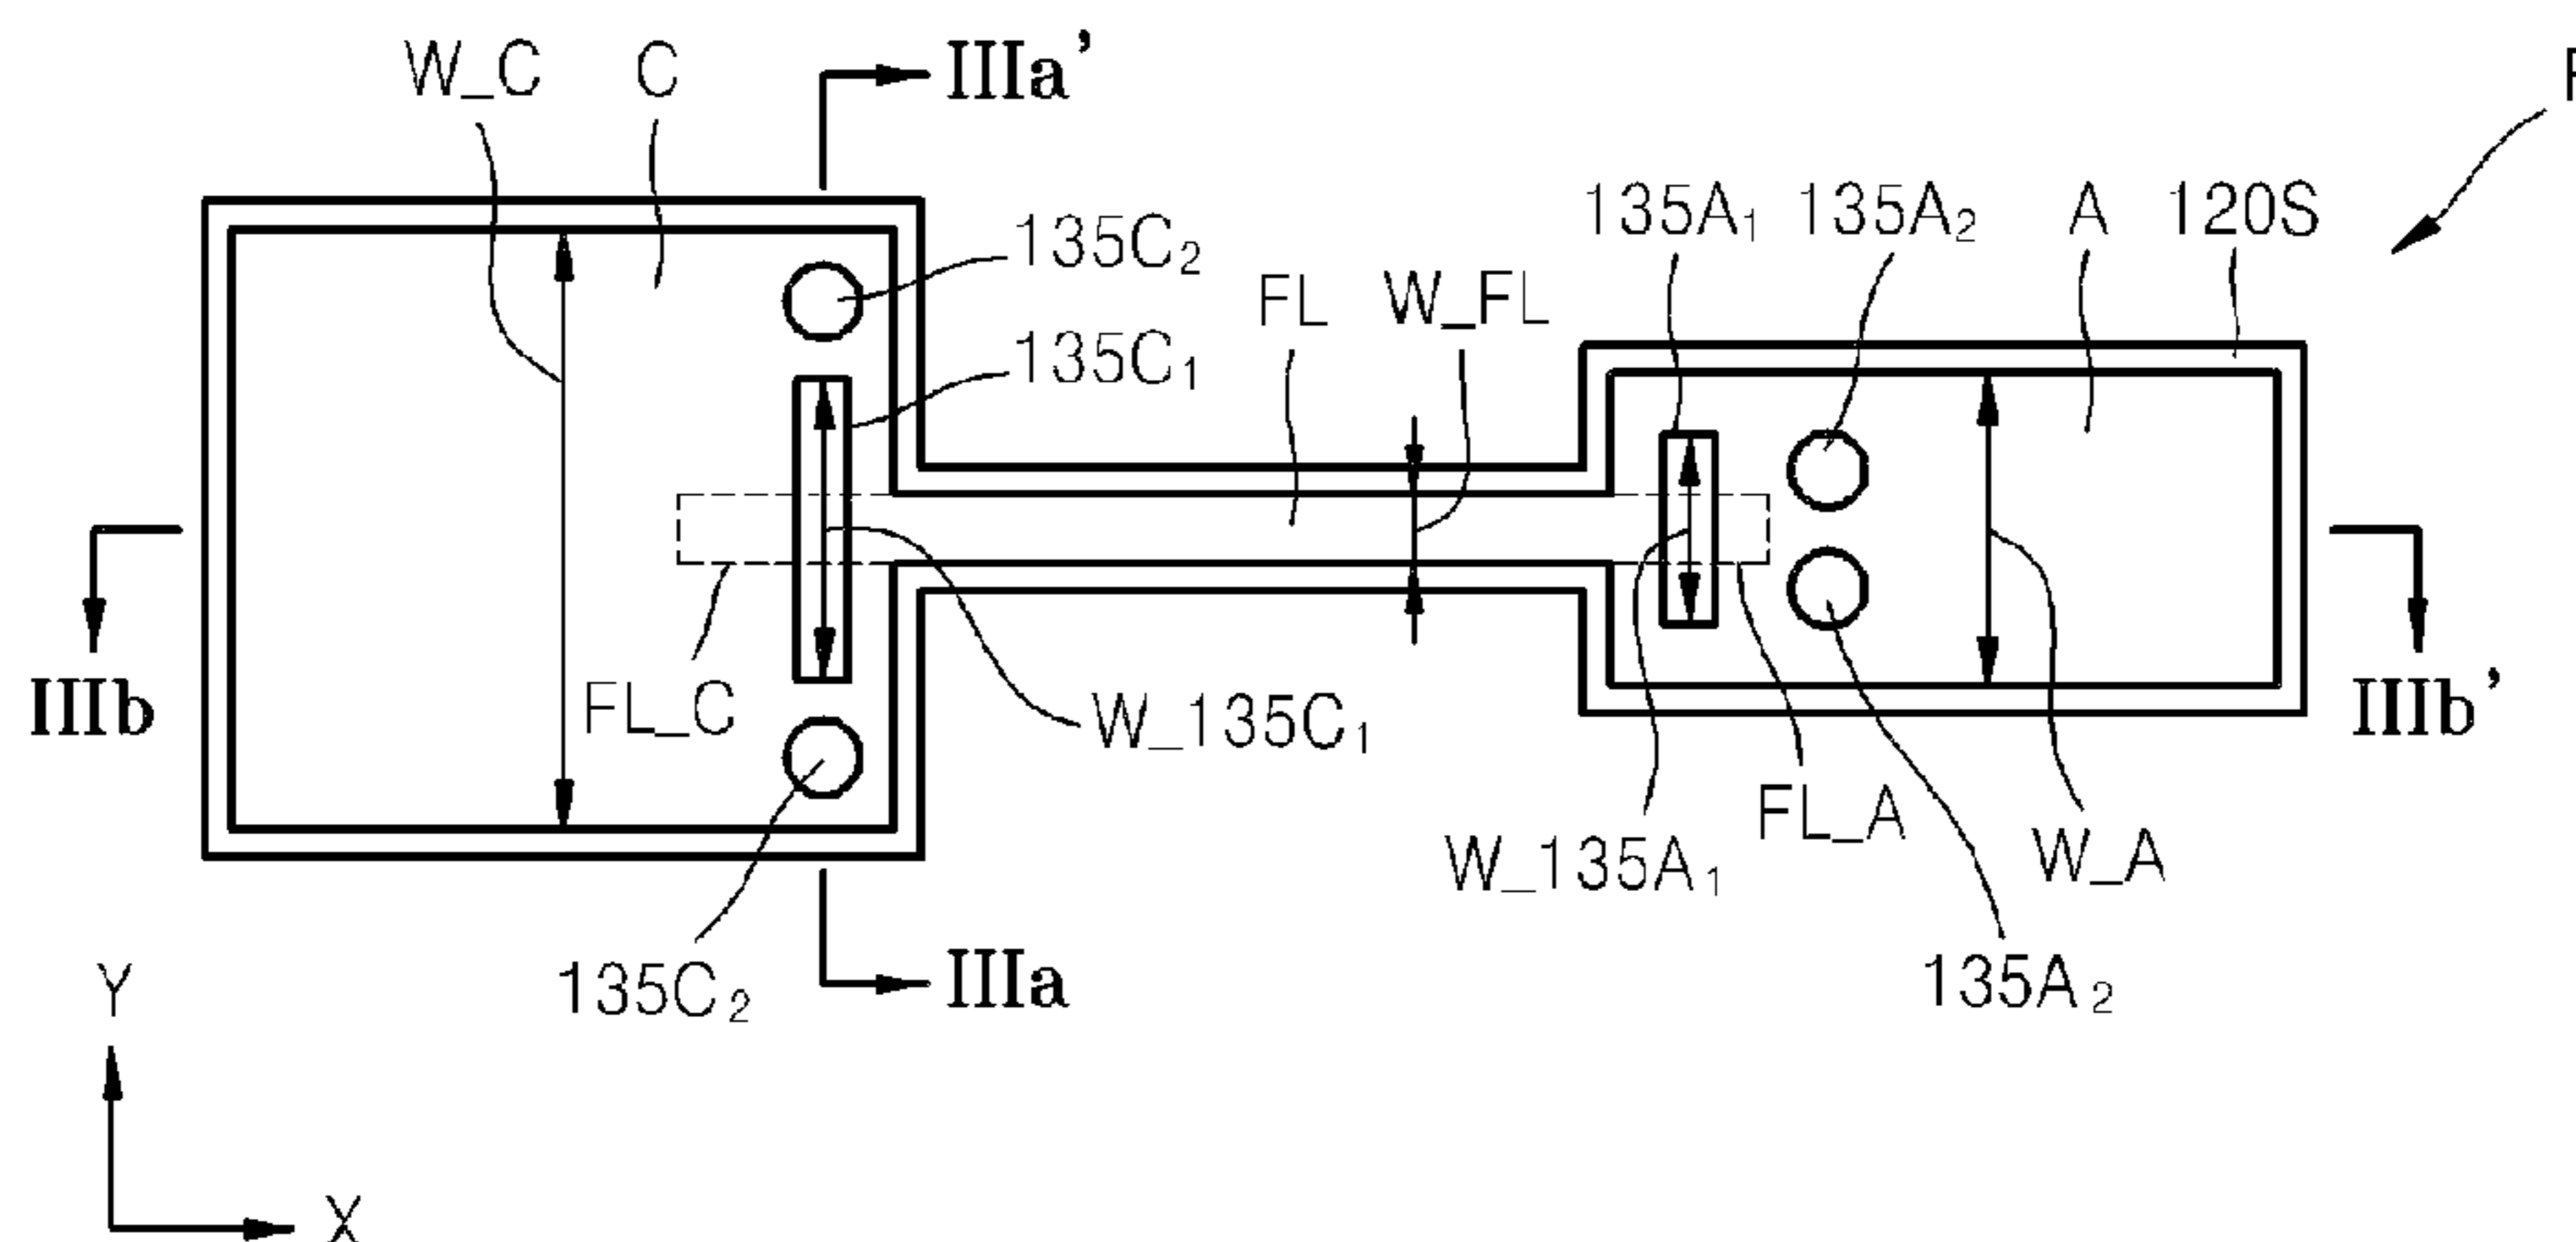 W_C
C
IIIa'
135C₂
135C₁
FL
W_FL
135A₁
135A₂
A
120S
IIIb
FL_C
W_135C₁
W_135A₁
FL_A
W_A
IIIb'
135C₂
IIIa
135A₂
Y
X